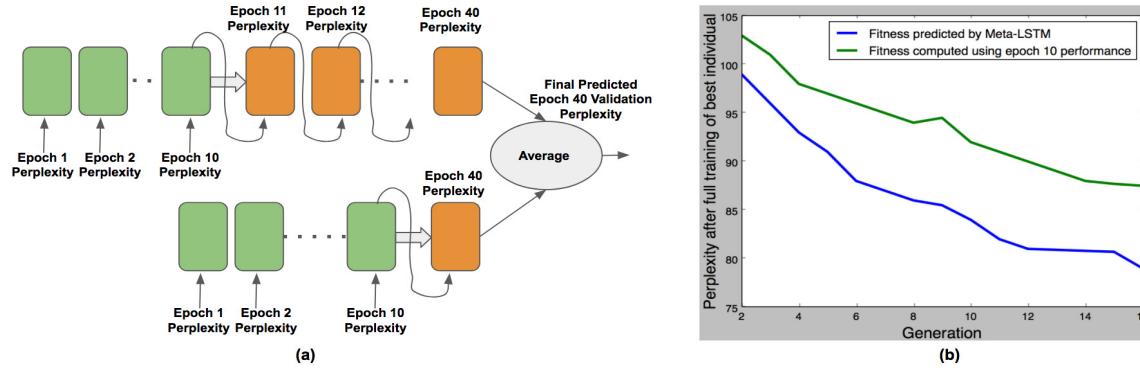 Epoch 11
Perplexity
Epoch 12
Perplexity
Epoch 40
Perplexity
Epoch 1
Perplexity
Epoch 2
Perplexity
Epoch 10
Perplexity
Final Predicted
Epoch 40 Validation
Perplexity
Average
Epoch 40
Perplexity
Epoch 1
Perplexity
Epoch 2
Perplexity
Epoch 10
Perplexity
(a)
105
100
95
90
85
80
75
Perplexity after full training of best individual
Fitness predicted by Meta-LSTM
Fitness computed using epoch 10 performance
2 4 6 8 10 12 14
Generation
(b)